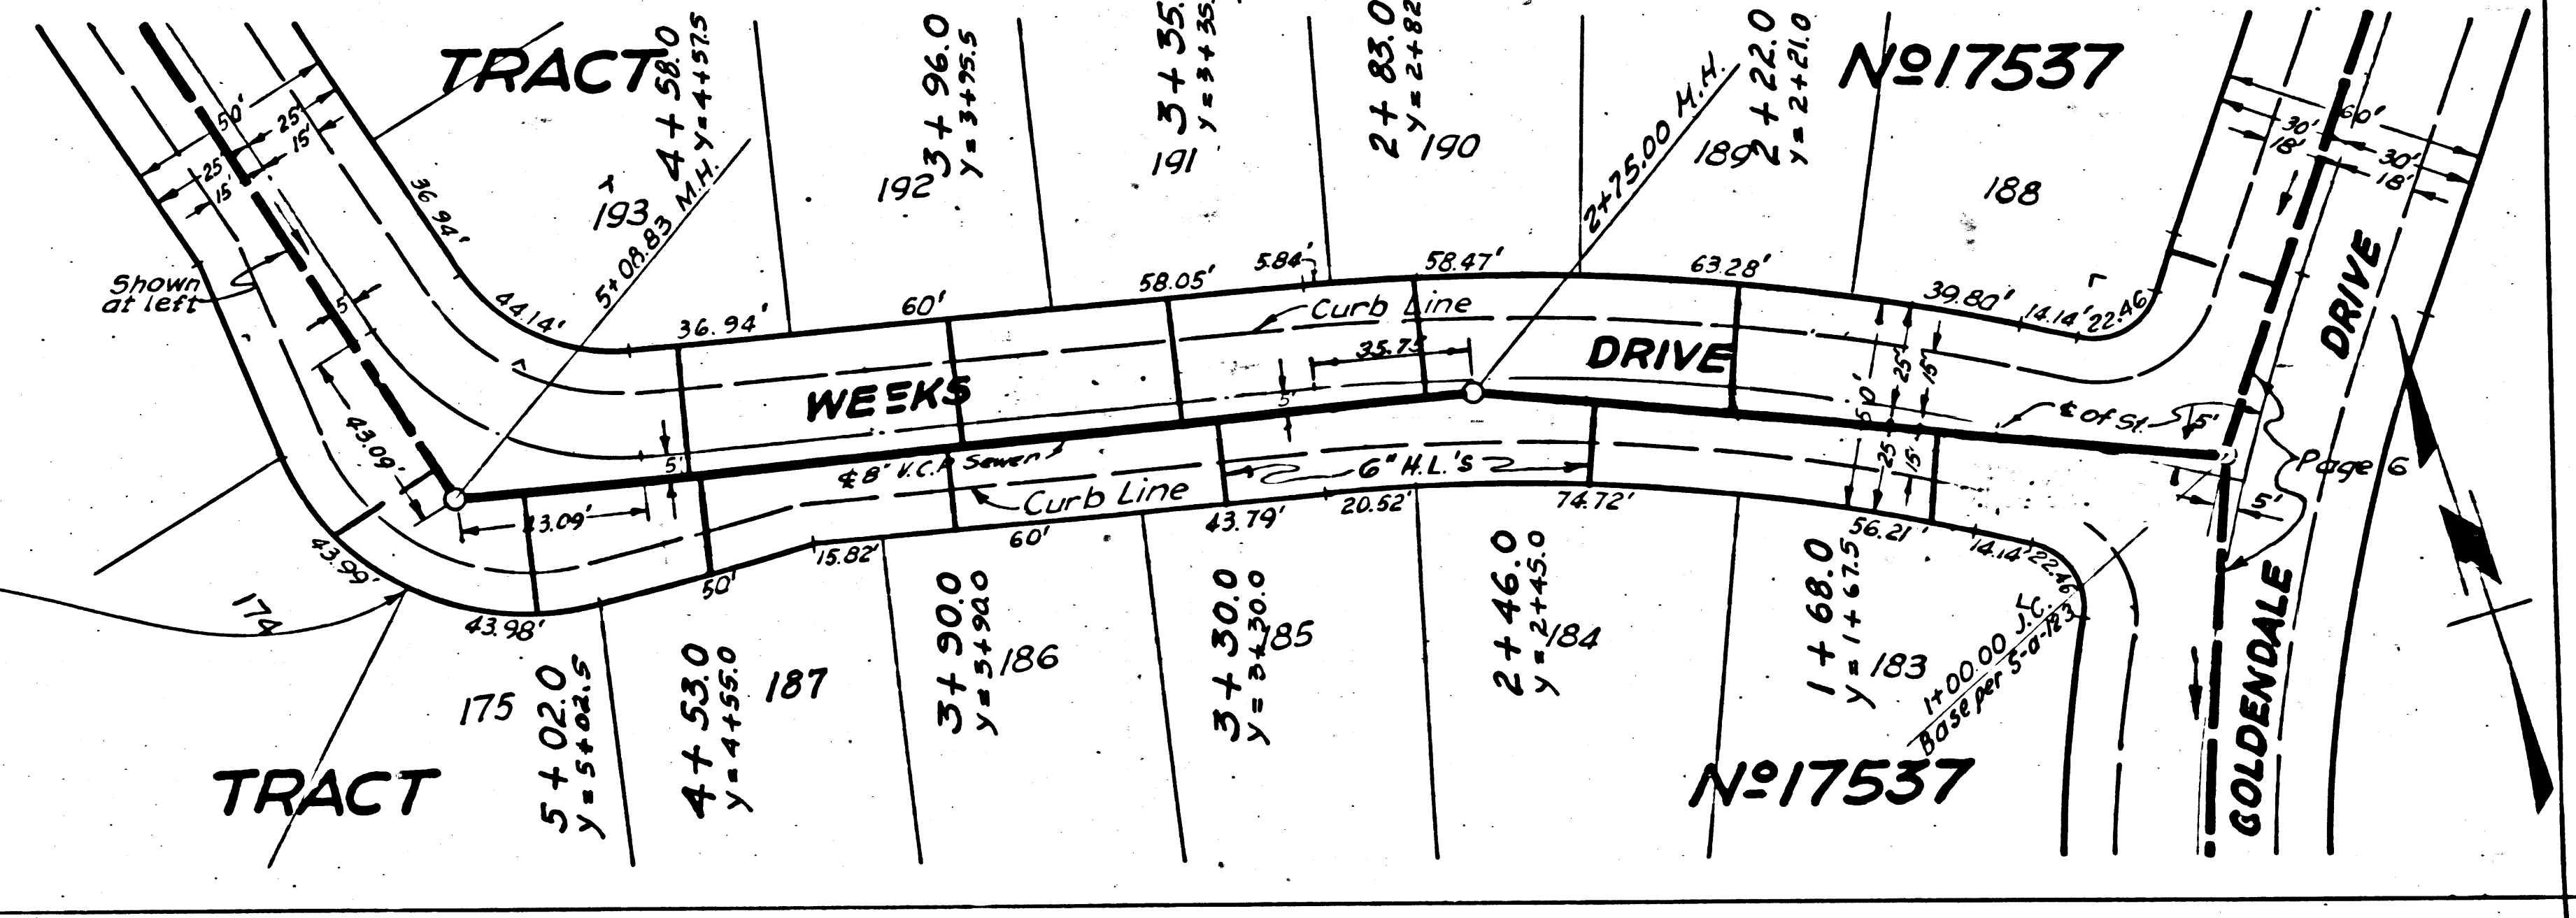 TRACT
No 17537
4+58.0
y=4+57.5
3+96.0
y=3+95.5
3+35.
y=3+35.
2+83.0
y=2+82
2+22.0
y=2+21.0
193
192
191
190
189
188
5+08.83 M.H.
2+75.00 M.H.
50'
25'
15'
25'
15'
60'
30'
18'
30'
18'
36.94'
44.14'
36.94'
60'
58.05'
5.84'
58.47'
63.28'
39.80'
14.14'
22.46
Shown
at left
5'
43.09'
43.09'
5'
WEEKS
DRIVE
Curb Line
35.75
5'
50'
25'
15'
25'
15'
℄ of St.
5'
5'
Page 6
℄ 8" V.C.P. Sewer
Curb Line
6" H.L.'S
DRIVE
GOLDENDALE
43.99'
43.98'
50'
15.82'
60'
43.79'
20.52'
74.72'
56.21'
14.14'
22.46
174
175
187
186
185
184
183
5+02.0
y=5+02.5
4+53.0
y=4+55.0
3+90.0
y=3+90.0
3+30.0
y=3+30.0
2+46.0
y=2+45.0
1+68.0
y=1+67.5
1+00.00 J.C.
Base per 5-a-123
TRACT
No 17537